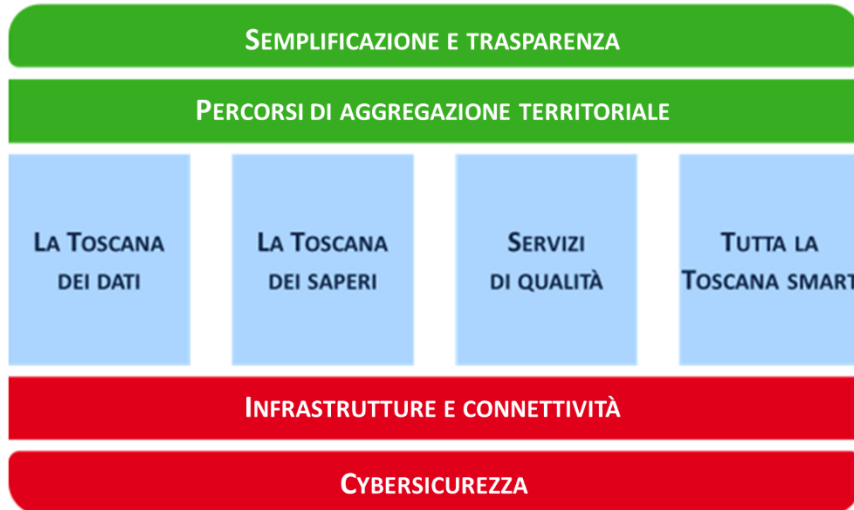 SEMPLIFICAZIONE E TRASPARENZA
PERCORSI DI AGGREGAZIONE TERRITORIALE
LA TOSCANA
DEI DATI
LA TOSCANA
DEI SAPERI
SERVIZI
DI QUALITÀ
TUTTA LA
TOSCANA SMART
INFRASTRUTTURE E CONNETTIVITÀ
CYBERSICUREZZA